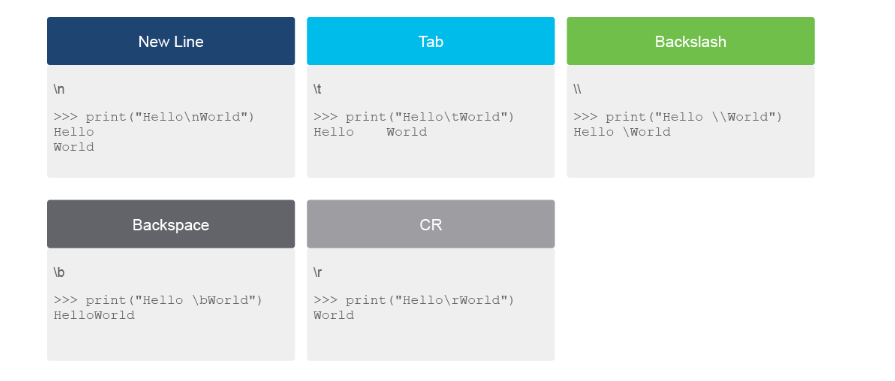 New Line
\n
>>> print("Hello\nWorld")
Hello
World
Tab
\t
>>> print("Hello\tWorld")
Hello    World
Backslash
\\
>>> print("Hello \\World")
Hello \World
Backspace
\b
>>> print("Hello \bWorld")
HelloWorld
CR
\r
>>> print("Hello\rWorld")
World